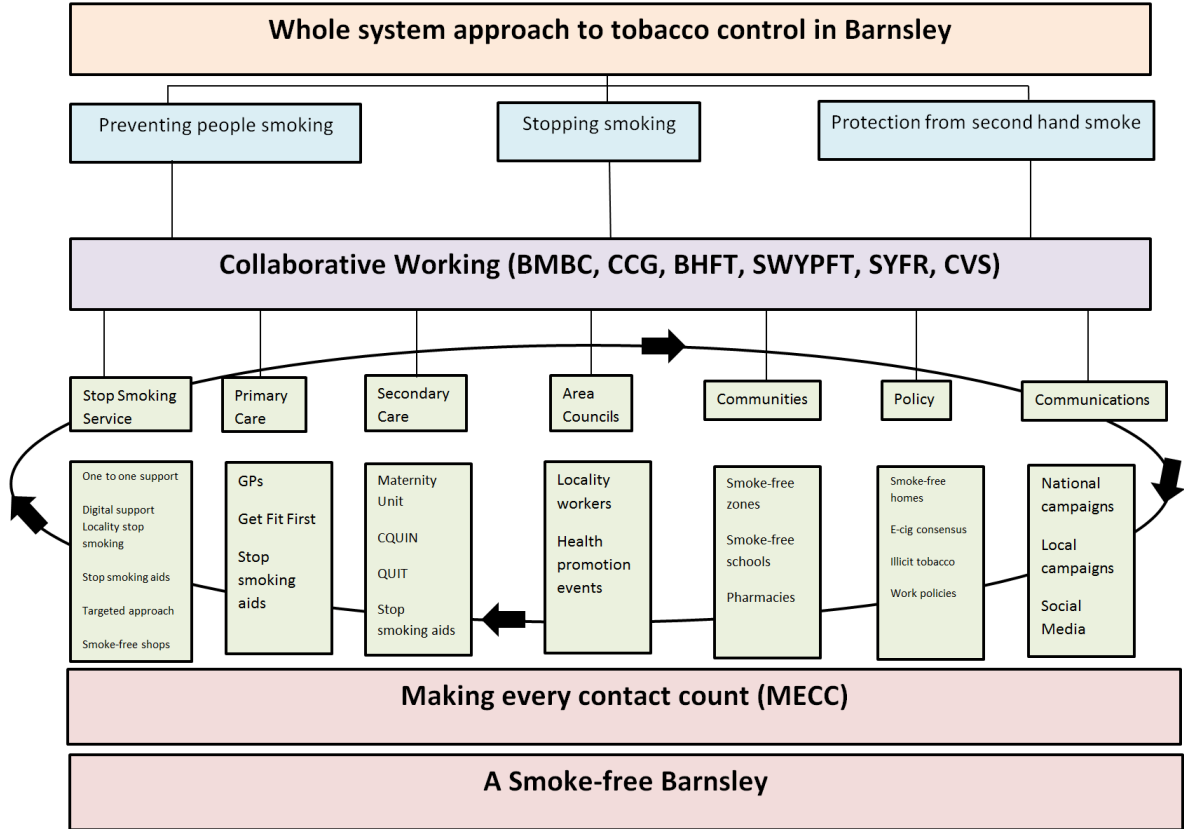 Whole system approach to tobacco control in Barnsley
Preventing people smoking
Stopping smoking
Protection from second hand smoke
Collaborative Working (BMBC, CCG, BHFT, SWYPFT, SYFR, CVS)
Stop Smoking
Service
Primary
Care
Secondary
Care
Area
Councils
Communities
Policy
Communications
One to one support
Digital support
Locality stop
smoking
Stop smoking aids
Targeted approach
Smoke-free shops
GPs
Get Fit First
Stop
smoking
aids
Maternity
Unit
CQUIN
QUIT
Stop
smoking aids
Locality
workers
Health
promotion
events
Smoke-free
zones
Smoke-free
schools
Pharmacies
Smoke-free
homes
E-cig consensus
Illicit tobacco
Work policies
National
campaigns
Local
campaigns
Social
Media
Making every contact count (MECC)
A Smoke-free Barnsley